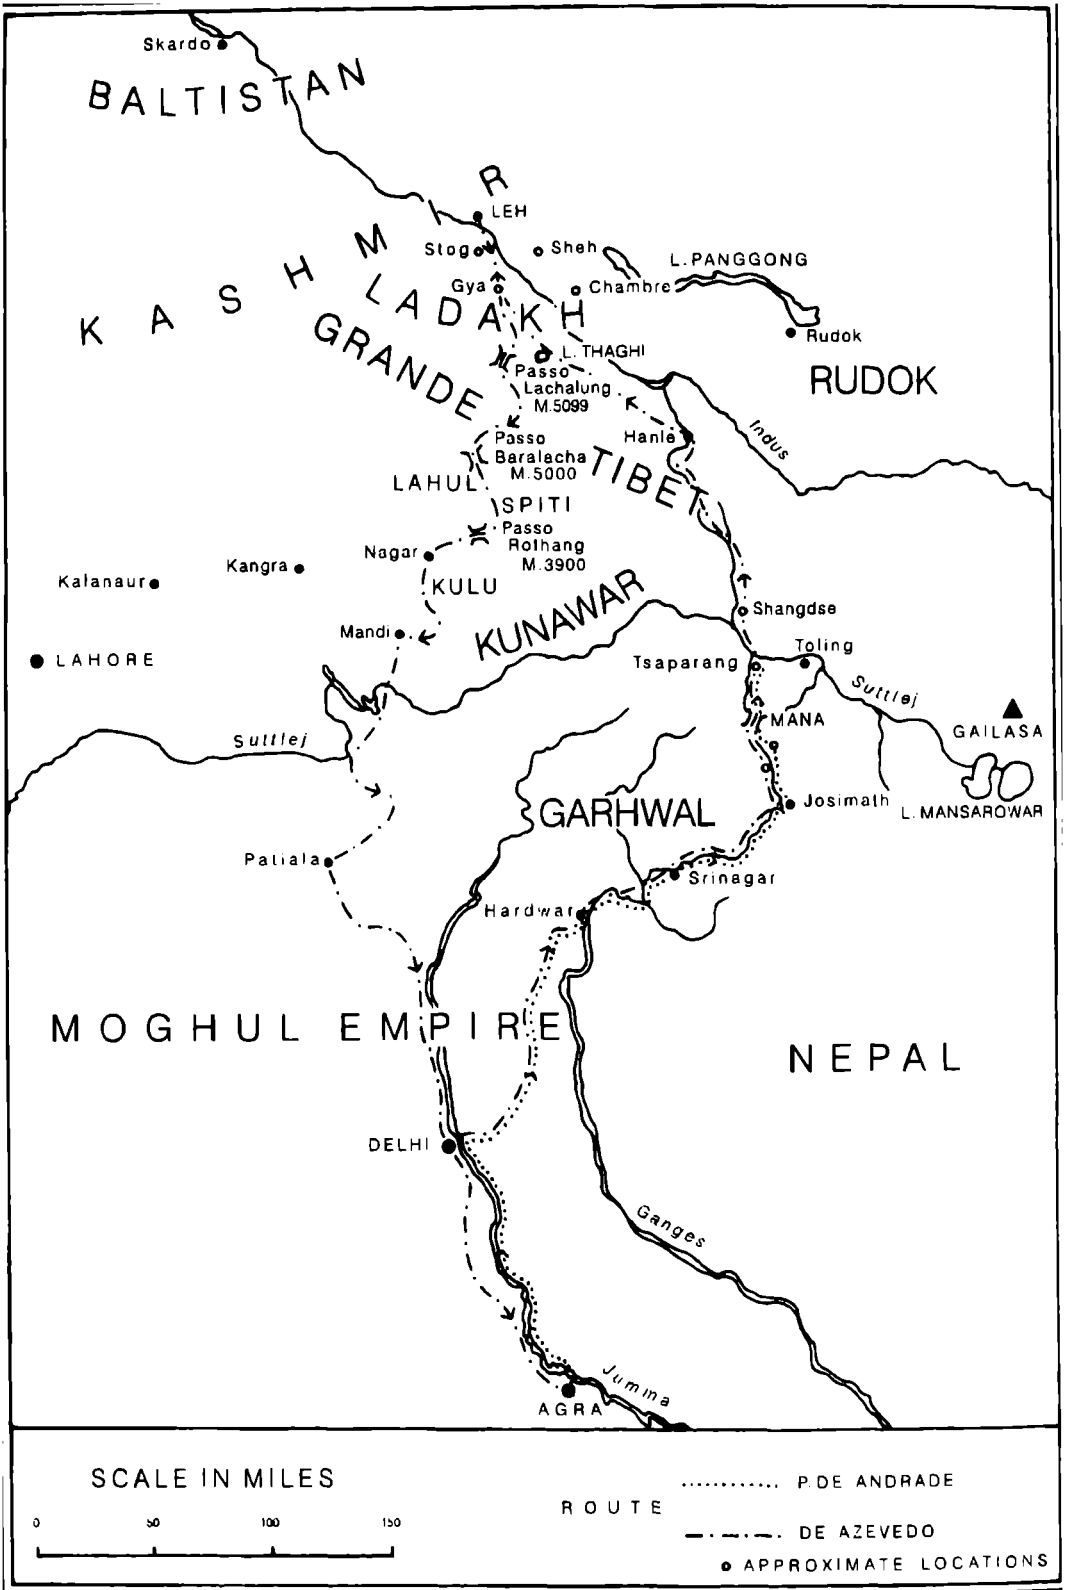 Skardo
BALTISTAN
KASHMIR
LEH
Stog
Sheh
L. PANGGONG
Gya
Chambre
LADAKH
Rudok
GRANDE
L. THAGHI
RUDOK
Passo
Lachalung
M.5099
Hanle
Indus
Passo
Baralacha
M.5000
TIBET
LAHUL
SPITI
Passo
Rothang
M.3900
Nagar
Kangra
Kalanaur
KULU
KUNAWAR
Shangdse
Mandi
LAHORE
Toling
Tsaparang
Suttlej
MANA
GAILASA
Suttlej
L. MANSAROWAR
GARHWAL
Josimath
Patiala
Srinagar
Hardwar
MOGHUL EMPIRE
NEPAL
DELHI
Ganges
Jumma
AGRA
SCALE IN MILES
0 50 100 150
ROUTE
P. DE ANDRADE
DE AZEVEDO
APPROXIMATE LOCATIONS